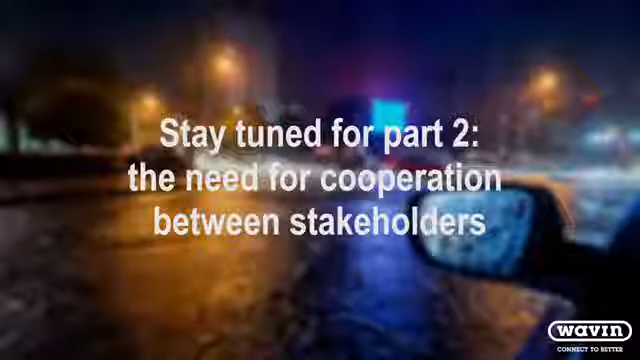 Stay tuned for part 2:
the need for cooperation
between stakeholders
wavin
CONNECT TO BETTER